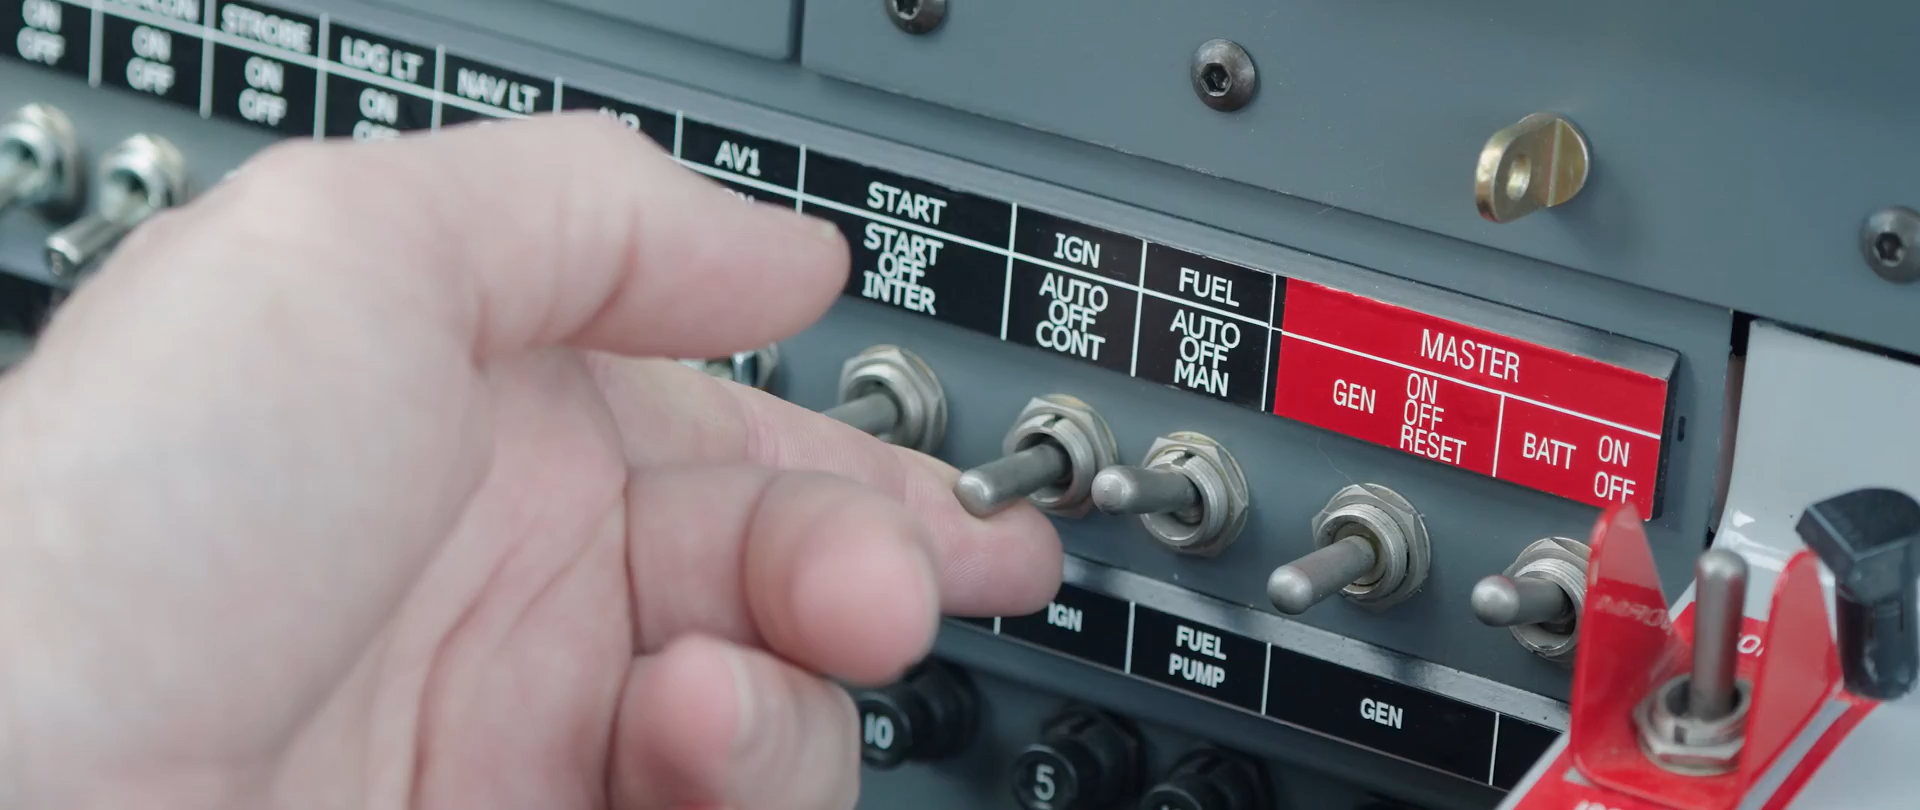 ON
OFF
ON
OFF
STROBE
ON
OFF
LDG LT
ON
NAV LT
AV1
START
START
OFF
INTER
IGN
AUTO
OFF
CONT
FUEL
AUTO
OFF
MAN
MASTER
GEN
ON
OFF
RESET
BATT
ON
OFF
IGN
FUEL
PUMP
GEN
10
5